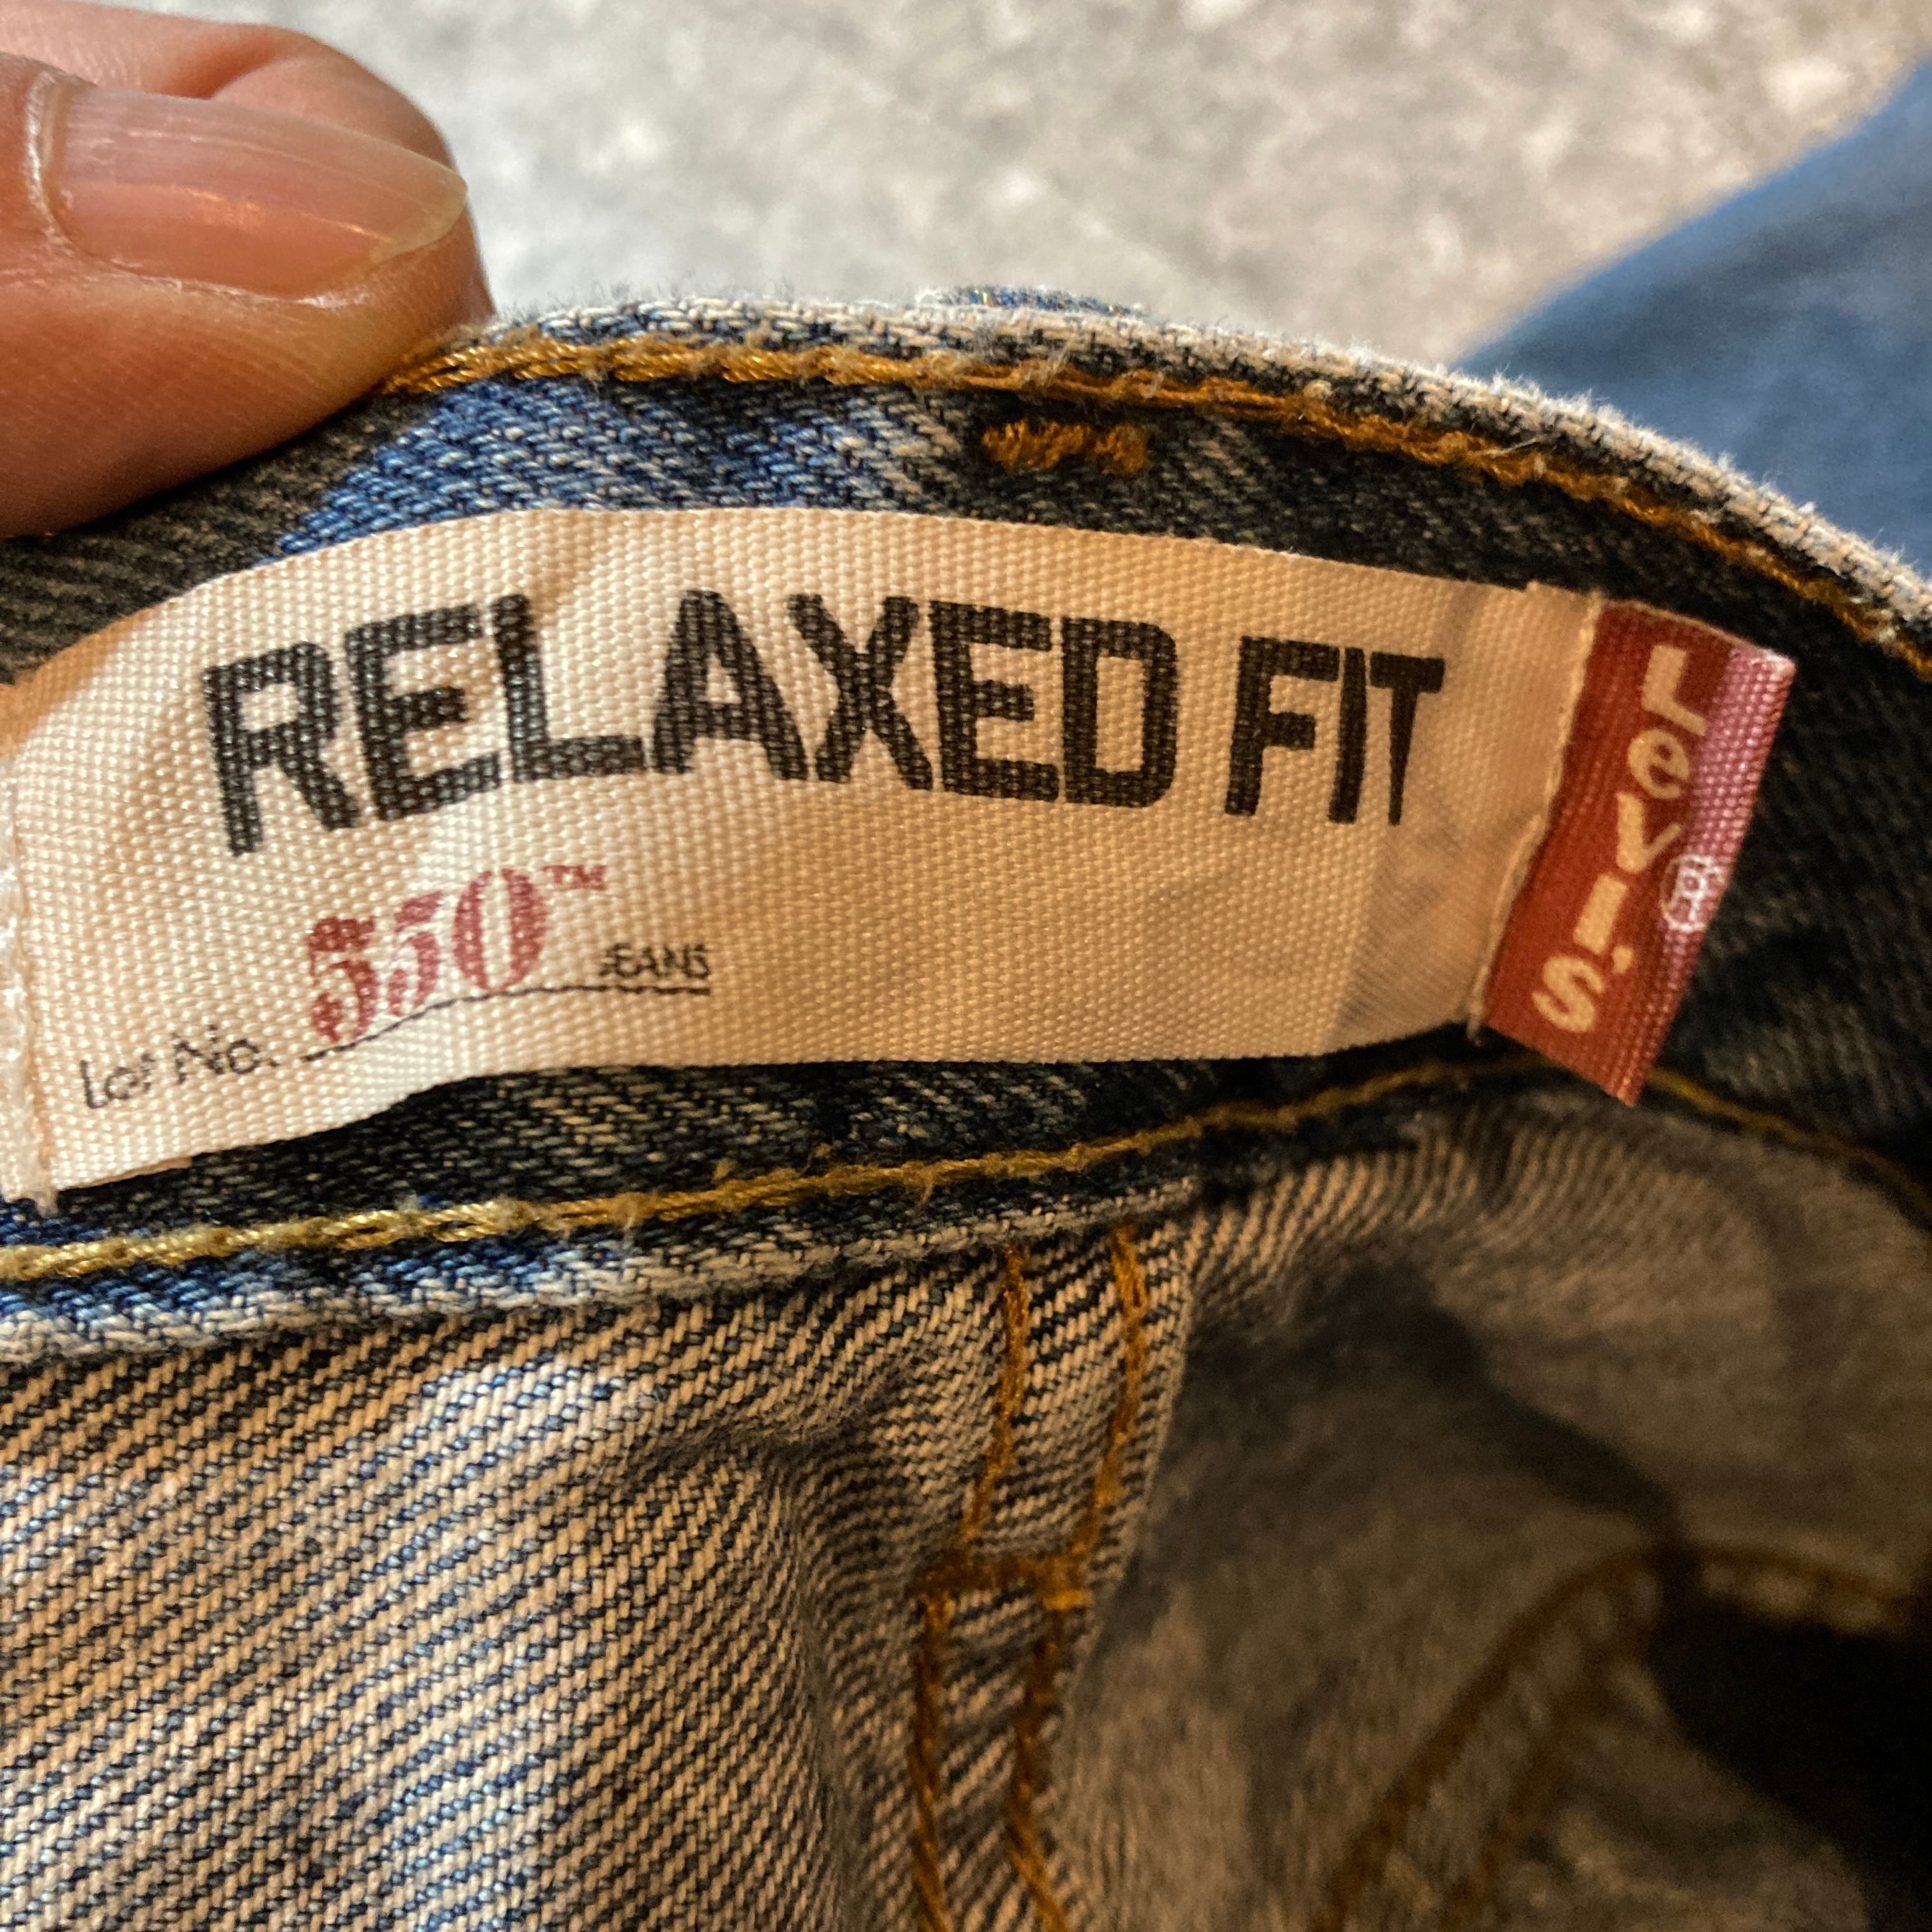 RELAXED FIT
550™ JEANS
Lot No.
Levi's®